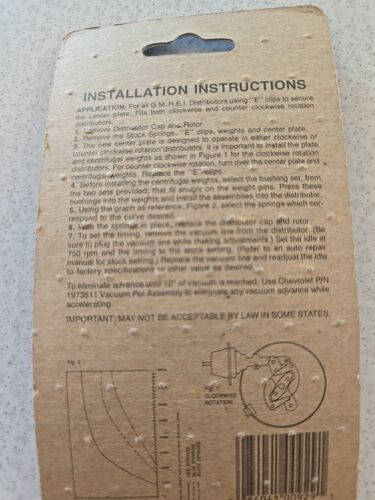 INSTALLATION INSTRUCTIONS
APPLICATION: For all G.M. H.E.I. Distributors using "E" clips to secure
the center plate. Fits both clockwise and counter clockwise rotation
distributors.
1. Remove Distributor Cap and Rotor.
2. Remove the Stock Springs, "E" clips, weights and center plate.
3. The new center plate is designed to operate in either clockwise or
counter clockwise rotation distributors. It is important to install the plate
and centrifugal weights as shown in Figure 1 for the clockwise rotation
distributors. For counter clockwise rotation, turn over the center plate and
centrifugal weights. Replace the "E" clips.
4. Before installing the centrifugal weights, select the bushing set, from
the two sets provided, that fit snugly on the weight pins. Press these
bushings into the weights and install the assemblies into the distributor.
5. Using the graph as reference, Figure 2, select the springs which cor-
respond to the curve desired.
6. With the springs in place, replace the distributor cap and rotor.
7. To set the timing, remove the vacuum line from the distributor. (Be
sure to plug the vacuum line while making adjustments.) Set the idle at
750 rpm and the timing to the stock setting. (Refer to an auto repair
manual for stock setting.) Replace the vacuum line and readjust the idle
to factory specifications or other value as desired.
To eliminate advance until 10" of vacuum is reached. Use Chevrolet P/N
1973511 Vacuum Pot Assembly to eliminate any vacuum advance while
accelerating.
IMPORTANT: MAY NOT BE ACCEPTABLE BY LAW IN SOME STATES.
Fig. 2
Fig. 1
CLOCKWISE
ROTATION